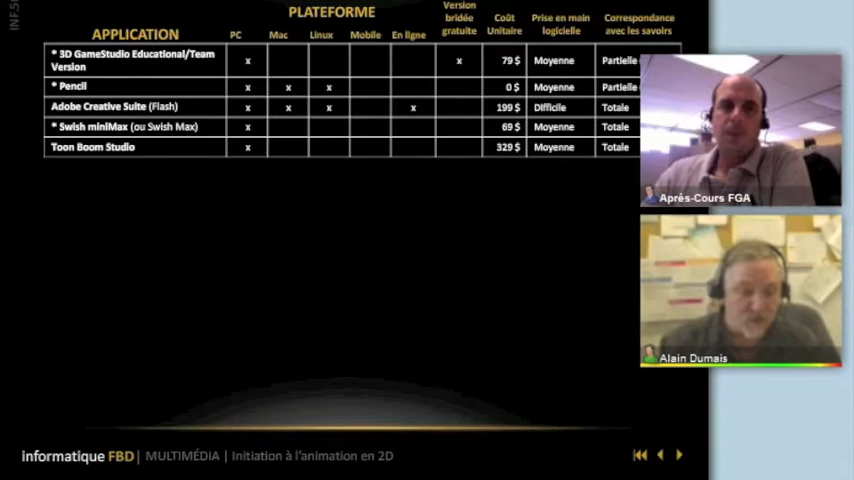 PLATEFORME
Version
bridée
gratuite
Coût
Unitaire
Prise en main
logicielle
Correspondance
avec les savoirs
APPLICATION PC Mac Linux Mobile En ligne
* 3D GameStudio Educational/Team
Version x x 79 $ Moyenne Partielle
* Pencil x x x 0 $ Moyenne Partielle
Adobe Creative Suite (Flash) x x x x 199 $ Difficile Totale
* Swish miniMax (ou Swish Max) x 69 $ Moyenne Totale
Toon Boom Studio x 329 $ Moyenne Totale
Après-Cours FGA
Alain Dumais
informatique FBD | MULTIMÉDIA | Initiation à l'animation en 2D